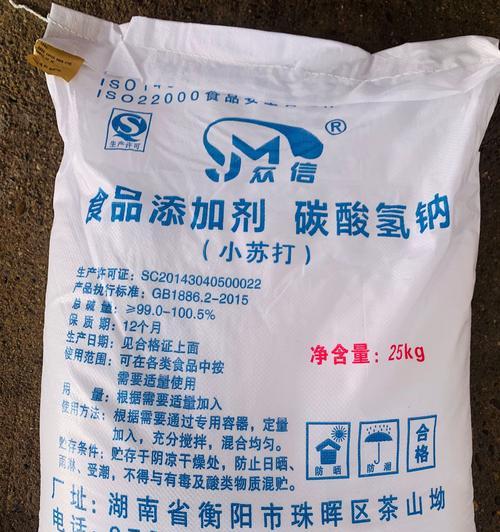 ISO22000食品安
生产许可
众信®
食品添加剂 碳酸氢钠
(小苏打)
生产许可证: SC20143040500022
产品执行标准: GB1886.2-2015
总碱量: ≥99.0-100.5%
保质期: 12个月
生产日期: 见合格证上面
使用范围: 可在各类食品中按
需要适量使用
净含量: 25kg
用量: 根据需要适量加入
使用方法: 根据需要通过专用容器,定量
加入,充分搅拌,混合均匀。
贮存条件: 贮存于阴凉干燥处,防止日晒、
雨淋、受潮,不得与有毒及酸类物质混贮。
防晒
防潮
合格
厂址: 湖南省衡阳市珠晖区茶山坳